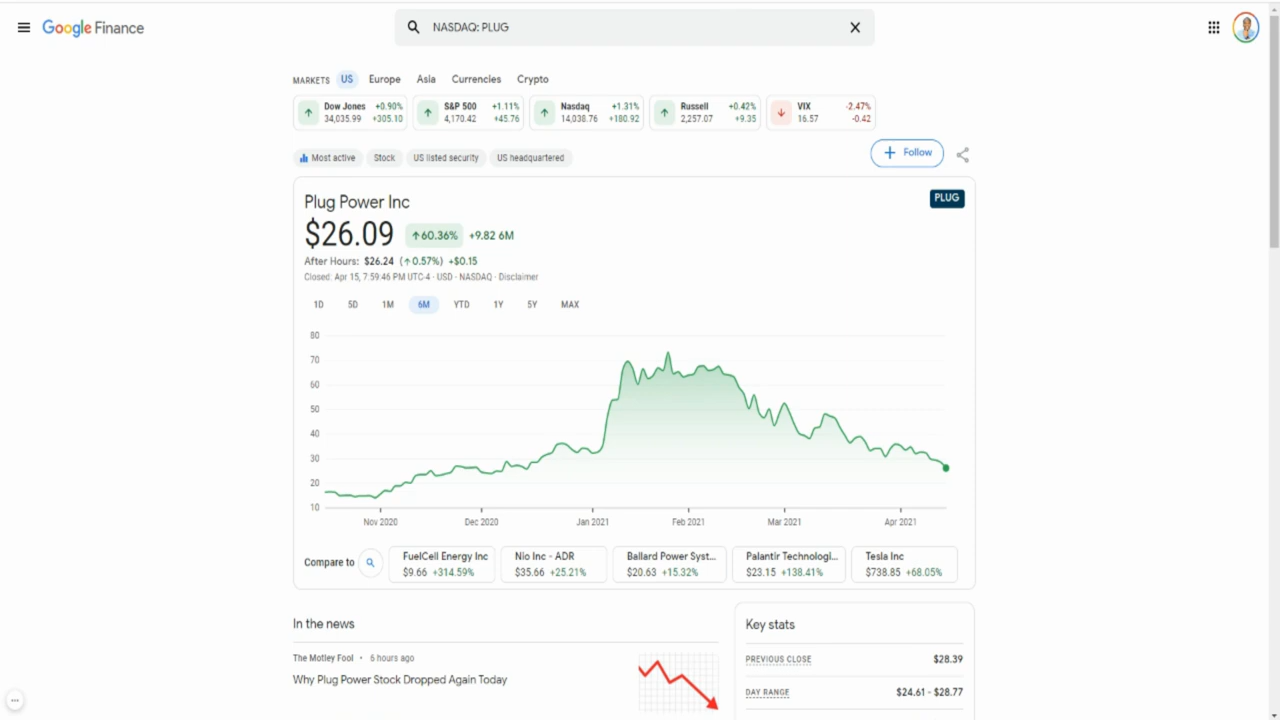 Google Finance
NASDAQ: PLUG
MARKETS US Europe Asia Currencies Crypto
Dow Jones +0.90%
34,035.99 +305.10
S&P 500 +1.11%
4,170.42 +45.76
Nasdaq +1.31%
14,038.76 +180.92
Russell +0.42%
2,257.07 +9.35
VIX -2.47%
16.57 -0.42
Most active Stock US listed security US headquartered
Follow
Plug Power Inc
PLUG
$26.09 ↑60.36% +9.82 6M
After Hours: $26.24 (↑0.57%) +$0.15
Closed: Apr 15, 7:59:46 PM UTC-4 · USD · NASDAQ · Disclaimer
1D 5D 1M 6M YTD 1Y 5Y MAX
80
70
60
50
40
30
20
10
Nov 2020 Dec 2020 Jan 2021 Feb 2021 Mar 2021 Apr 2021
Compare to
FuelCell Energy Inc
$9.66 +314.59%
Nio Inc - ADR
$35.66 +25.21%
Ballard Power Syst...
$20.63 +15.32%
Palantir Technologi...
$23.15 +138.41%
Tesla Inc
$738.85 +68.05%
In the news
The Motley Fool • 6 hours ago
Why Plug Power Stock Dropped Again Today
Key stats
PREVIOUS CLOSE $28.39
DAY RANGE $24.61 - $28.77